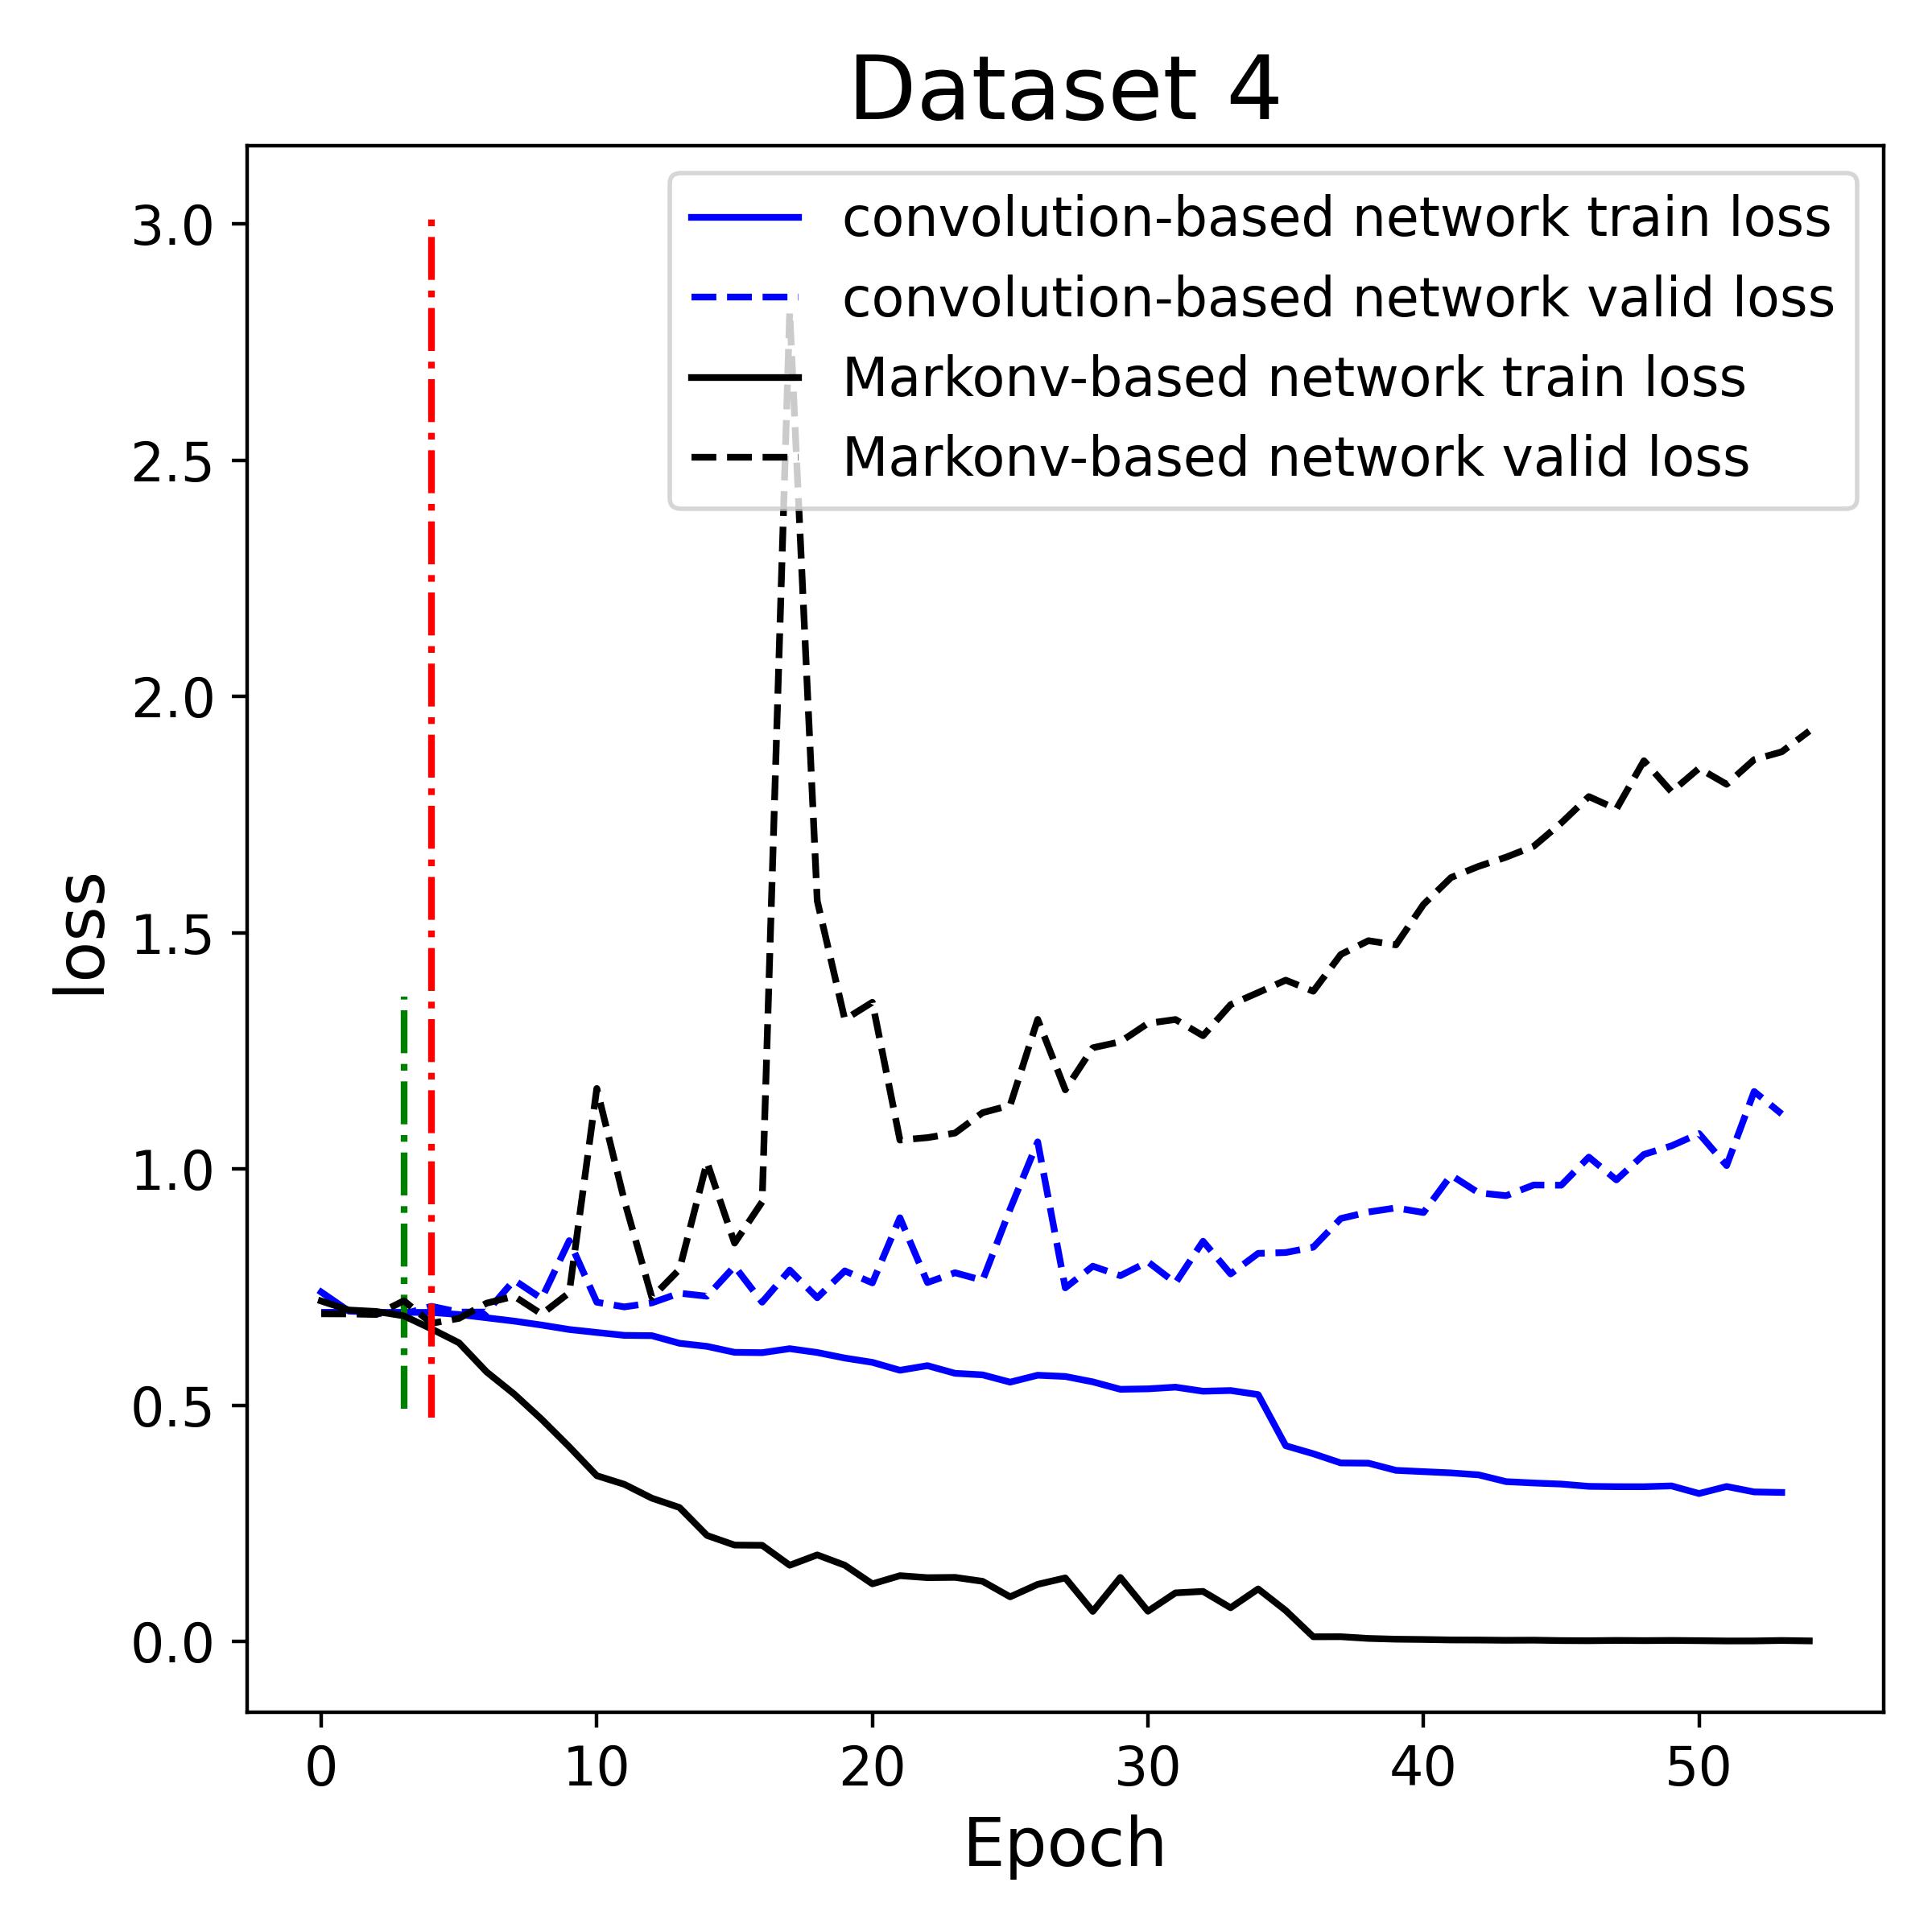 Dataset 4
convolution-based network train loss
convolution-based network valid loss
Markonv-based network train loss
Markonv-based network valid loss
3.0
2.5
2.0
1.5
1.0
0.5
0.0
loss
0 10 20 30 40 50
Epoch